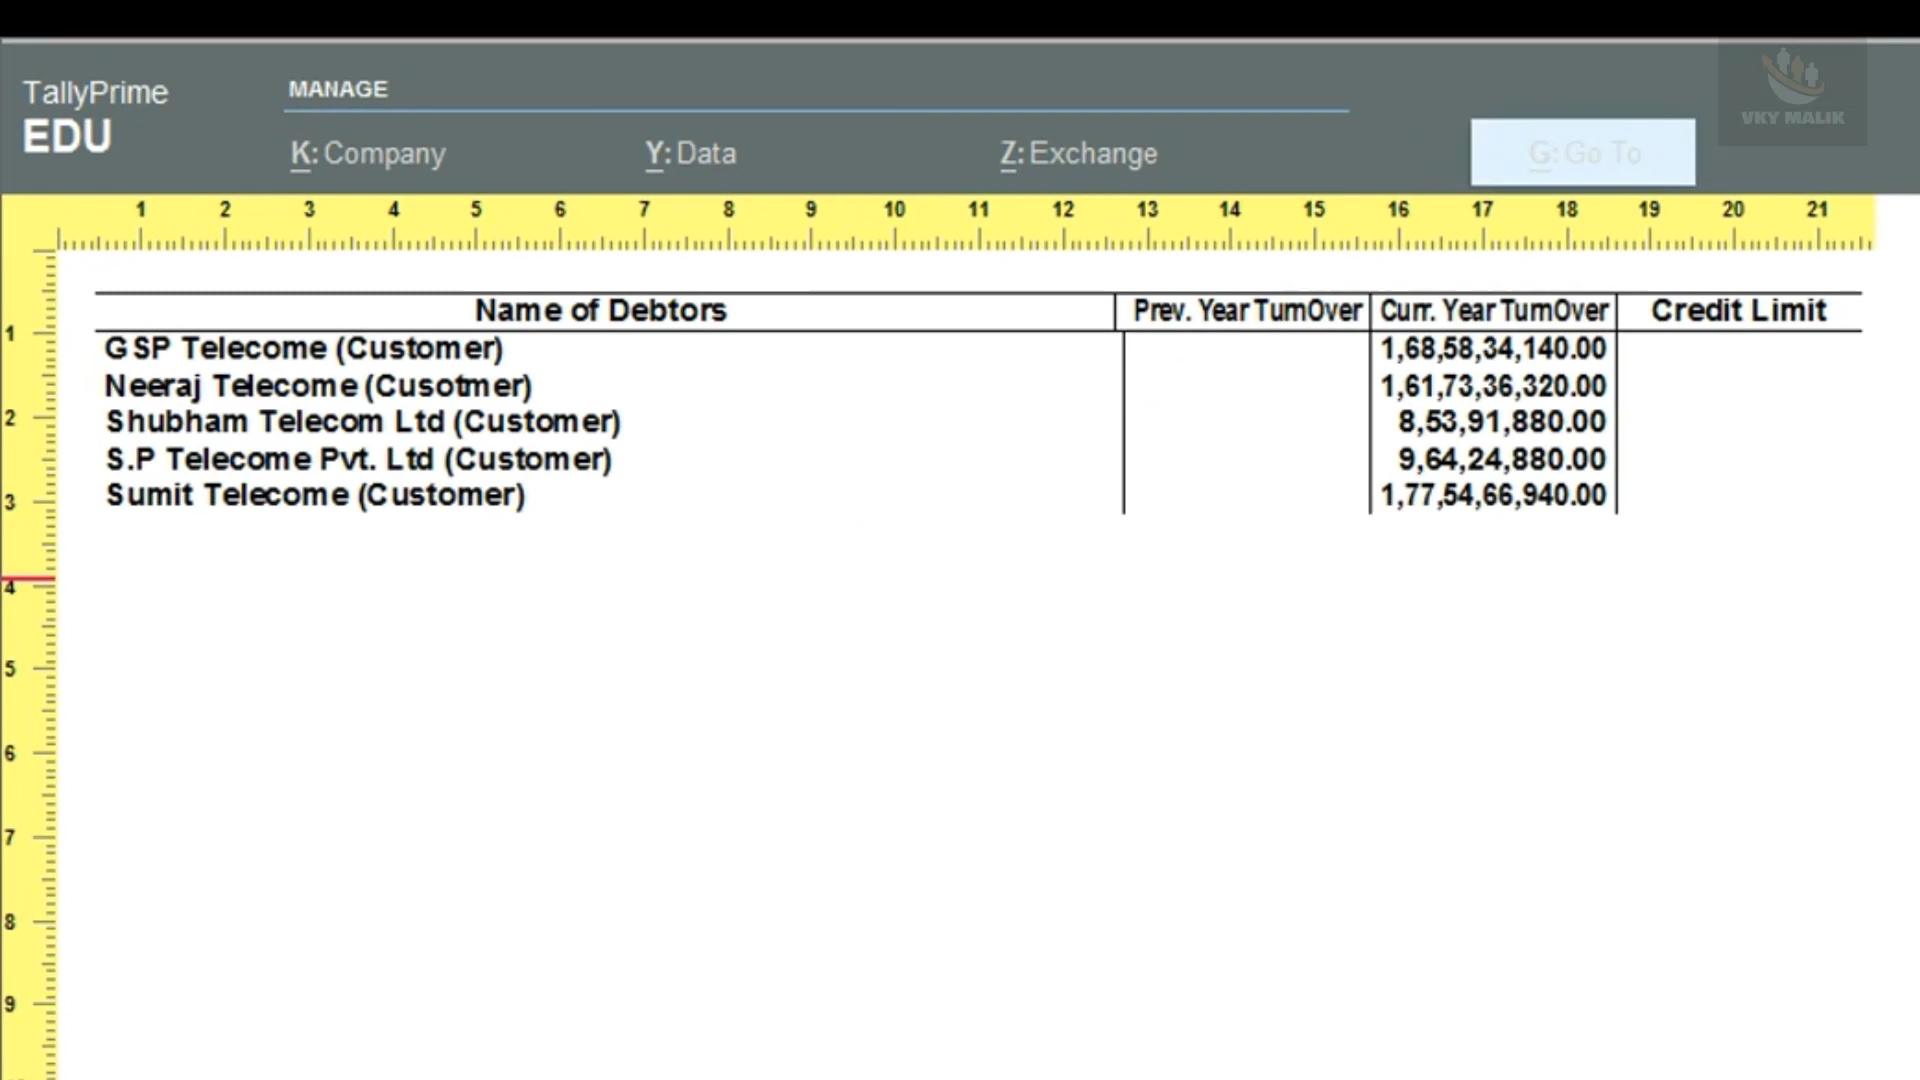 TallyPrime
EDU
MANAGE
K: Company Y: Data Z: Exchange G: Go To
VKY MALIK
1 2 3 4 5 6 7 8 9 10 11 12 13 14 15 16 17 18 19 20 21
Name of Debtors Prev. Year TurnOver Curr. Year TurnOver Credit Limit
GSP Telecome (Customer) 1,68,58,34,140.00
Neeraj Telecome (Cusotmer) 1,61,73,36,320.00
Shubham Telecom Ltd (Customer) 8,53,91,880.00
S.P Telecome Pvt. Ltd (Customer) 9,64,24,880.00
Sumit Telecome (Customer) 1,77,54,66,940.00
1
2
3
4
5
6
7
8
9